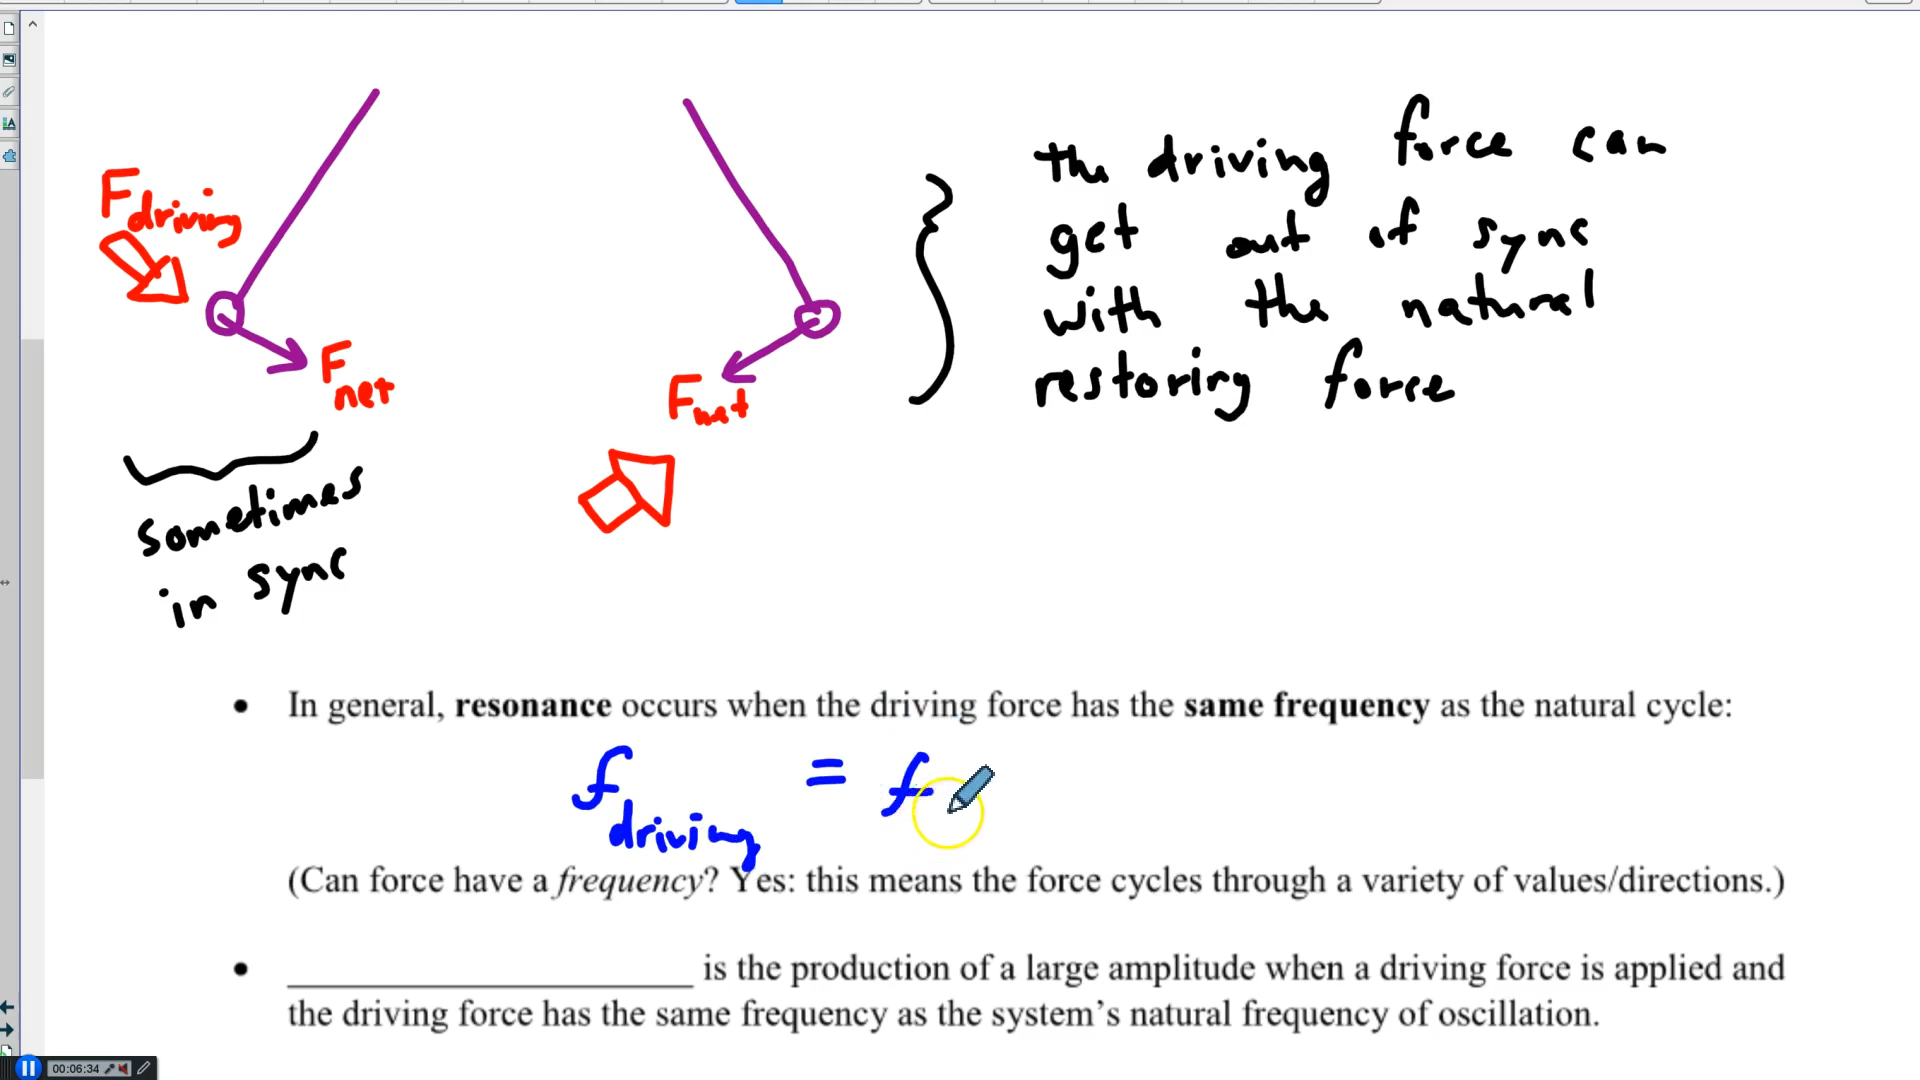 the driving force can
get out of sync
with the natural
restoring force
F driving
F net
F net
sometimes
in sync
• In general, resonance occurs when the driving force has the same frequency as the natural cycle:
f driving = f
(Can force have a frequency? Yes: this means the force cycles through a variety of values/directions.)
• ______________________ is the production of a large amplitude when a driving force is applied and
the driving force has the same frequency as the system’s natural frequency of oscillation.
00:06:34